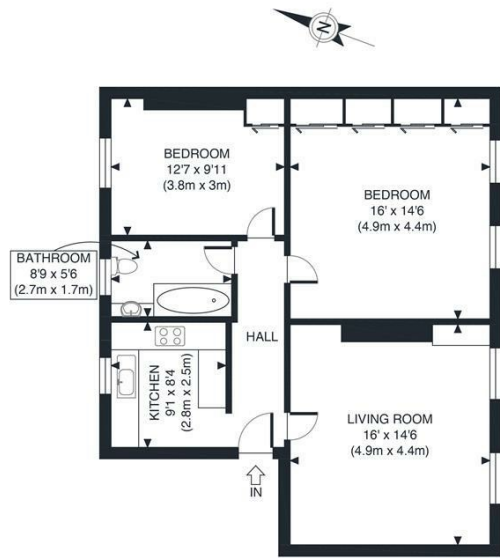 N
BEDROOM
12'7 x 9'11
(3.8m x 3m)
BEDROOM
16' x 14'6
(4.9m x 4.4m)
BATHROOM
8'9 x 5'6
(2.7m x 1.7m)
KITCHEN
9'1 x 8'4
(2.8m x 2.5m)
HALL
LIVING ROOM
16' x 14'6
(4.9m x 4.4m)
IN